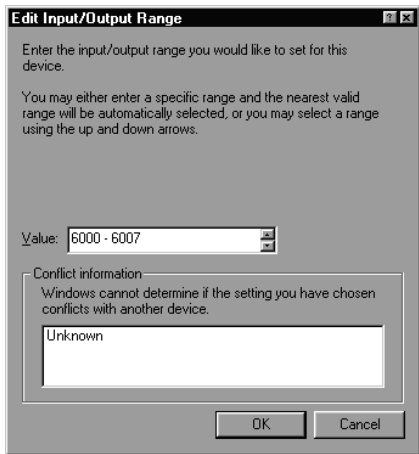 Edit Input/Output Range
Enter the input/output range you would like to set for this
device.
You may either enter a specific range and the nearest valid
range will be automatically selected, or you may select a range
using the up and down arrows.
Value: 6000 - 6007
Conflict information
Windows cannot determine if the setting you have chosen
conflicts with another device.
Unknown
OK Cancel